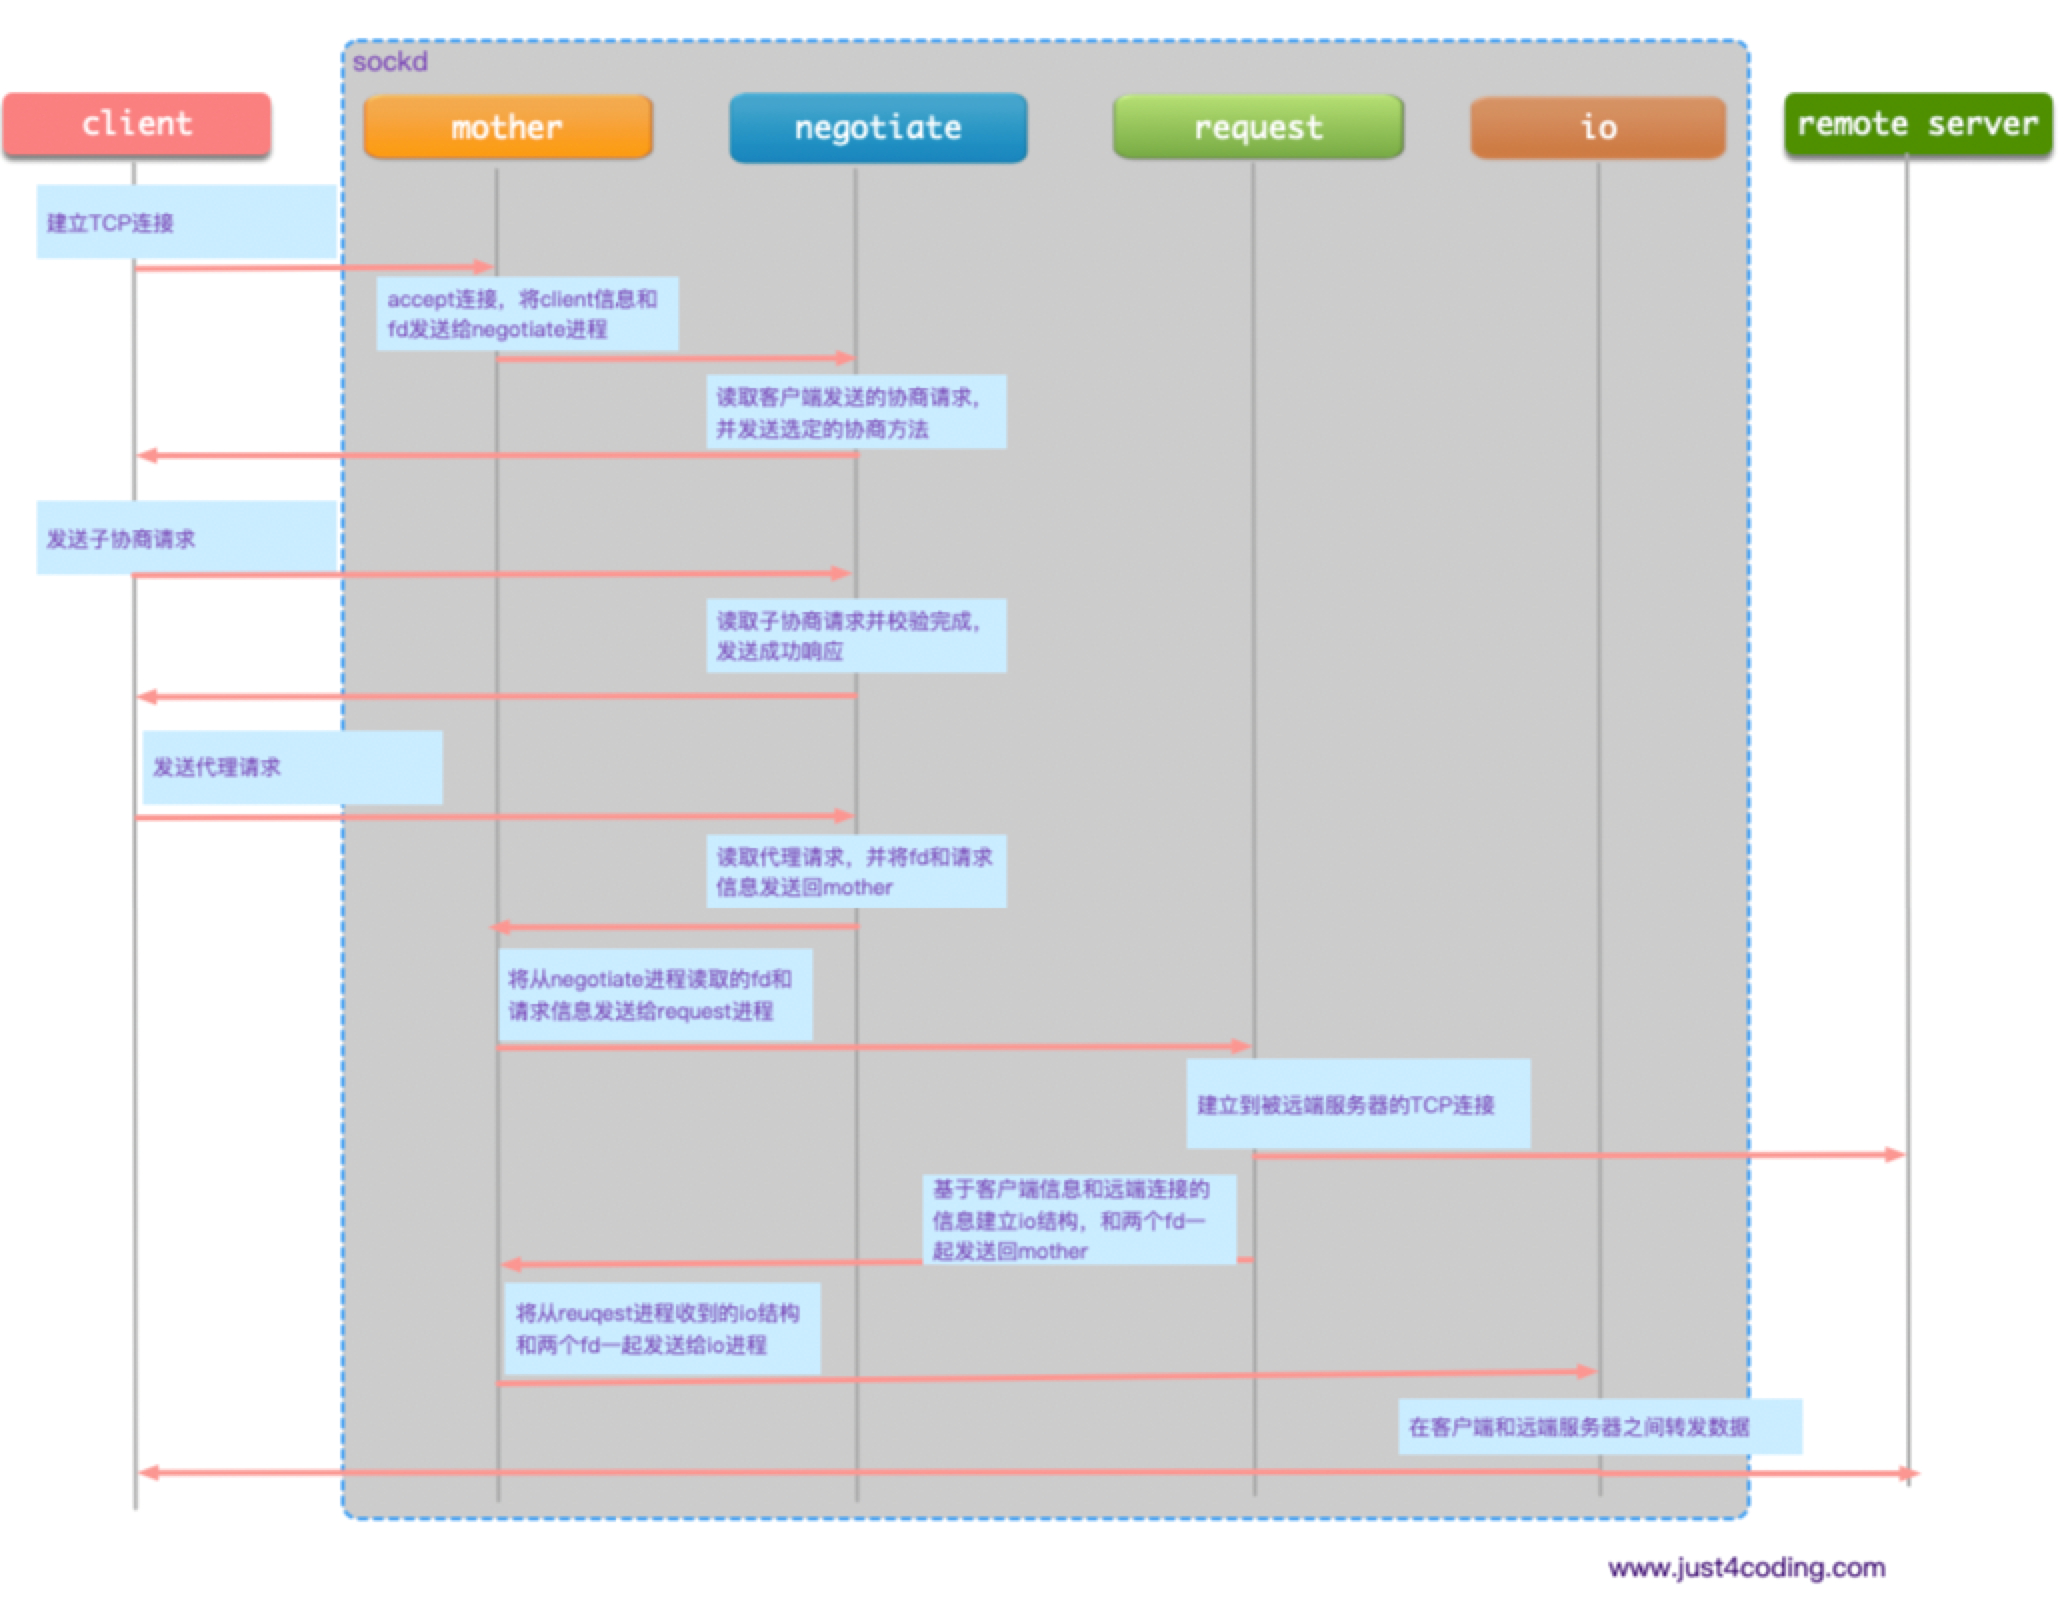 sockd
client
mother
negotiate
request
io
remote server
建立TCP连接
accept连接，将client信息和
fd发送给negotiate进程
读取客户端发送的协商请求，
并发送选定的协商方法
发送子协商请求
读取子协商请求并校验完成，
发送成功响应
发送代理请求
读取代理请求，并将fd和请求
信息发送回mother
将从negotiate进程读取的fd和
请求信息发送给request进程
建立到被远端服务器的TCP连接
基于客户端信息和远端连接的
信息建立io结构，和两个fd一
起发送回mother
将从reuqest进程收到的io结构
和两个fd一起发送给io进程
在客户端和远端服务器之间转发数据
www.just4coding.com